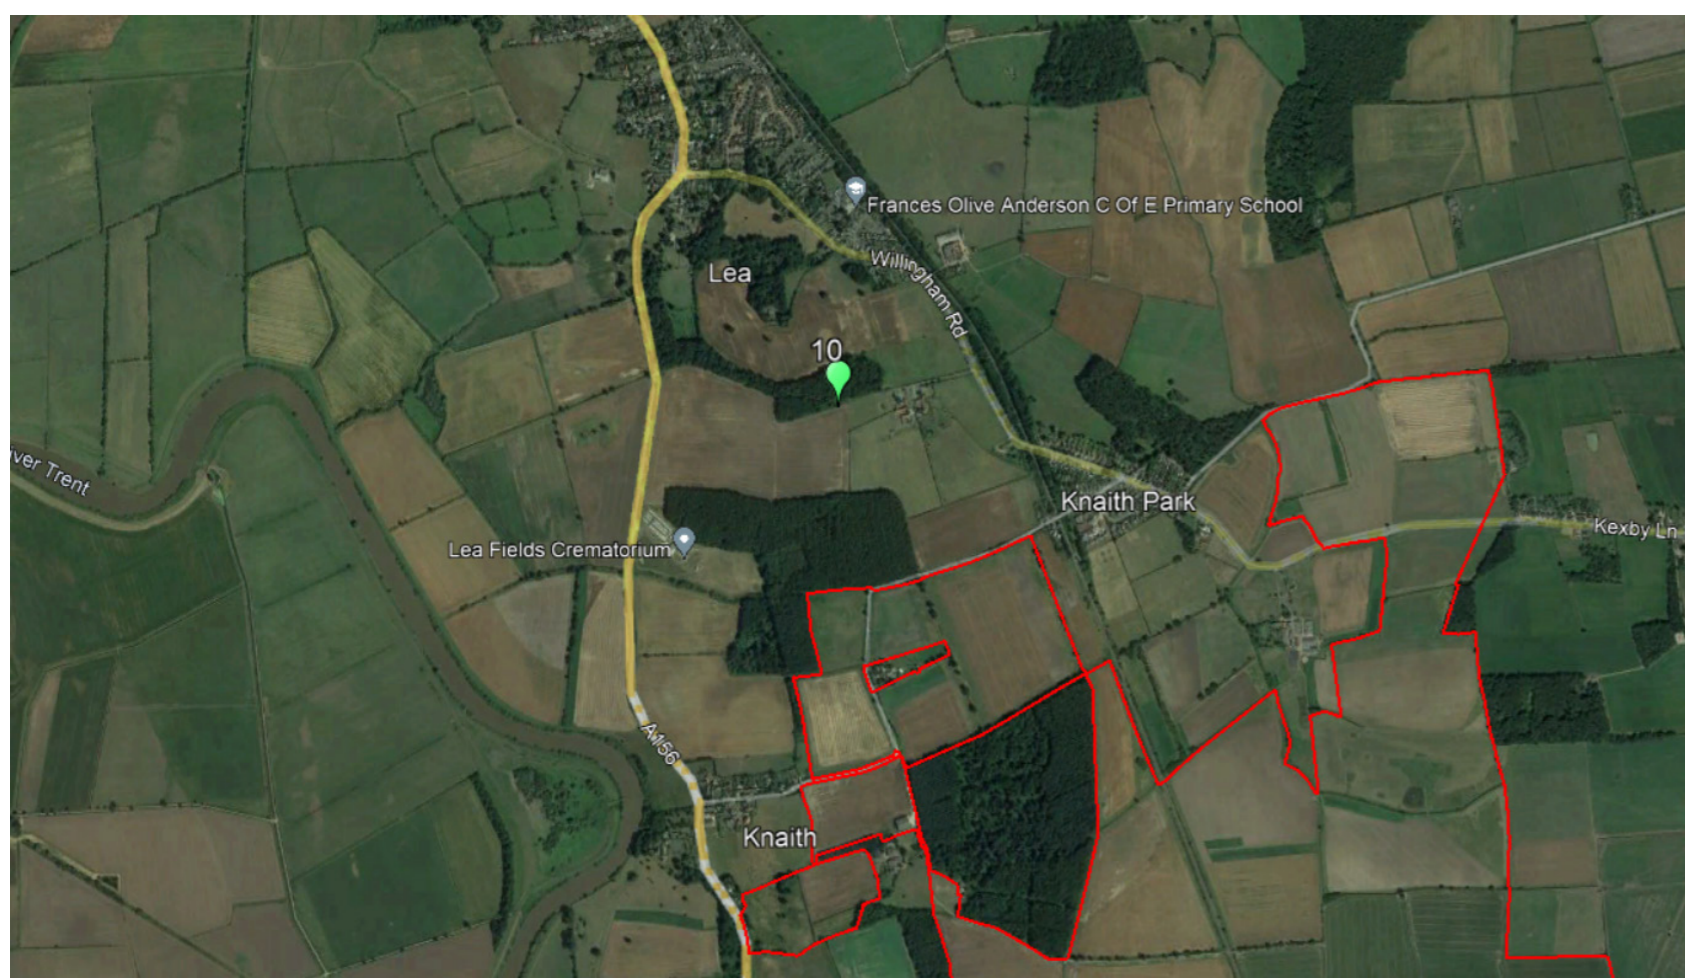 Frances Olive Anderson C Of E Primary School
Willingham Rd
Lea
10
ver Trent
Knaith Park
Kexby Ln
Lea Fields Crematorium
A156
Knaith